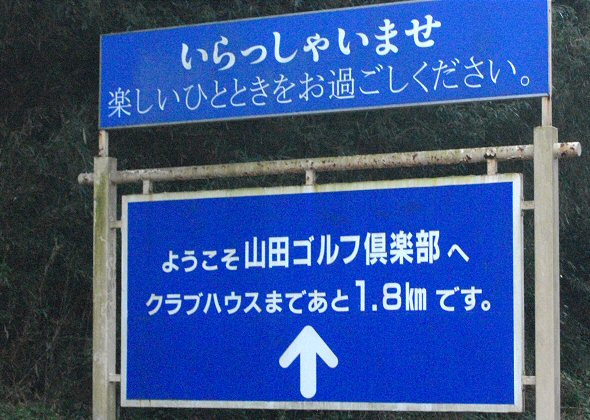 いらっしゃいませ
楽しいひとときをお過ごしください。
ようこそ山田ゴルフ倶楽部へ
クラブハウスまであと1.8㎞です。